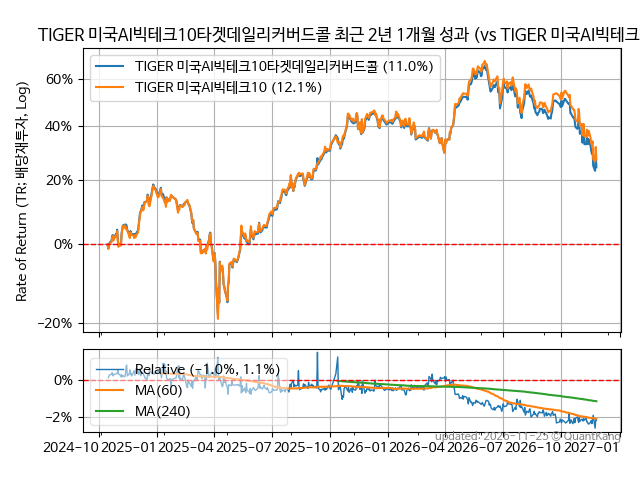 TIGER 미국AI빅테크10타겟데일리커버드콜 최근 2년 1개월 성과 (vs TIGER 미국AI빅테크
TIGER 미국AI빅테크10타겟데일리커버드콜 (11.0%)
TIGER 미국AI빅테크10 (12.1%)
Rate of Return (TR: 배당재투자, Log)
60%
40%
20%
0%
−20%
Relative (−1.0%, 1.1%)
MA(60)
MA(240)
0%
−2%
updated: 2026-11-25 © QuantKang
2024−10 2025−01 2025−04 2025−07 2025−10 2026−01 2026−04 2026−07 2026−10 2027−01